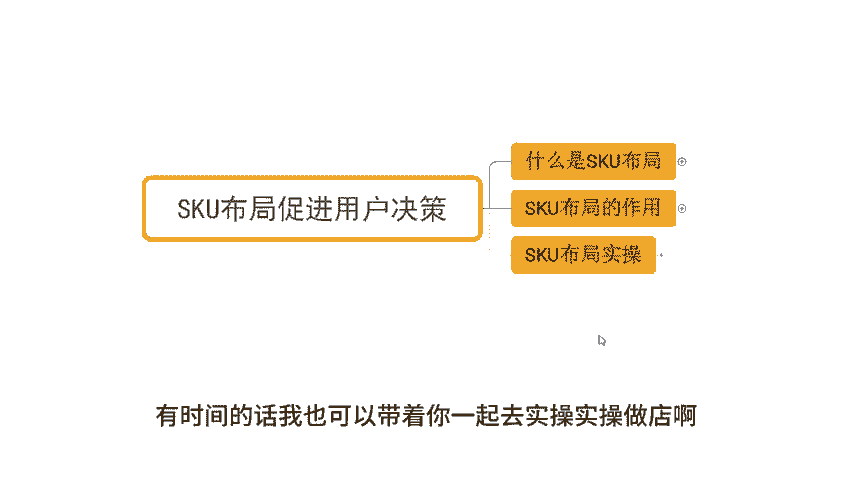 什么是SKU布局
SKU布局促进用户决策
SKU布局的作用
SKU布局实操
有时间的话我也可以带着你一起去实操实操做店啊